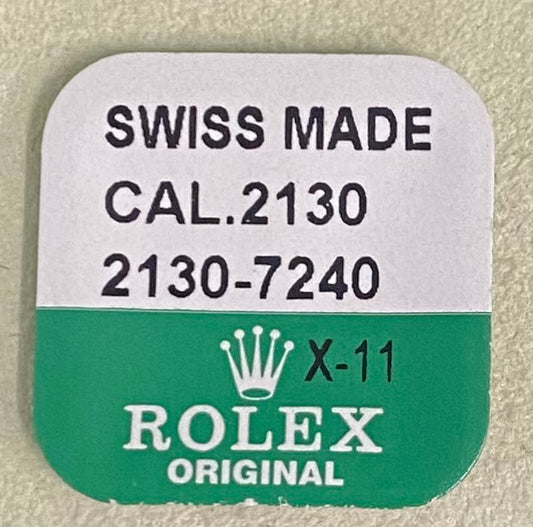 SWISS MADE
CAL.2130
2130-7240
X-11
ROLEX
ORIGINAL